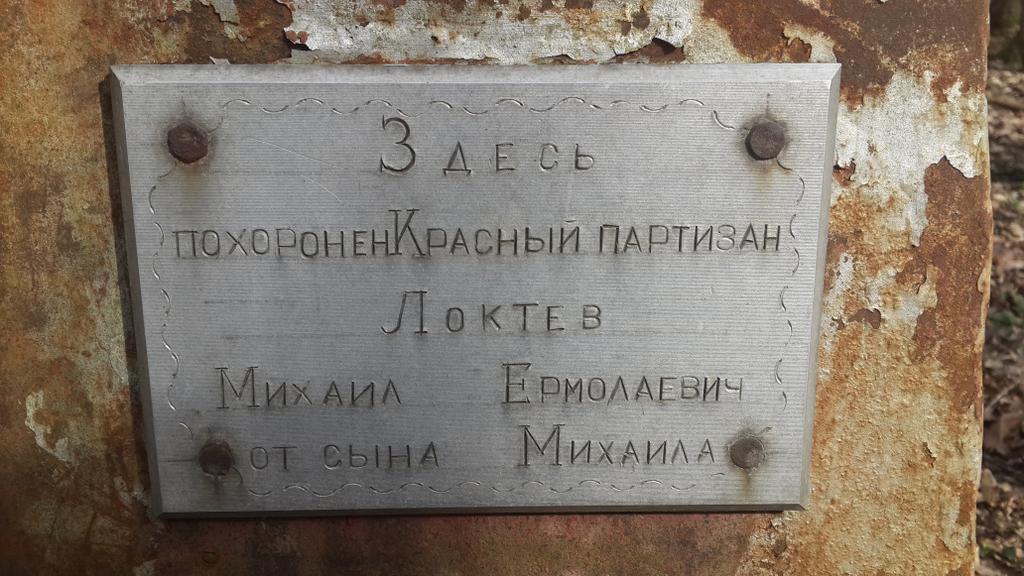 Здесь
похоронен Красный партизан
Локтев
Михаил Ермолаевич
от сына Михаила